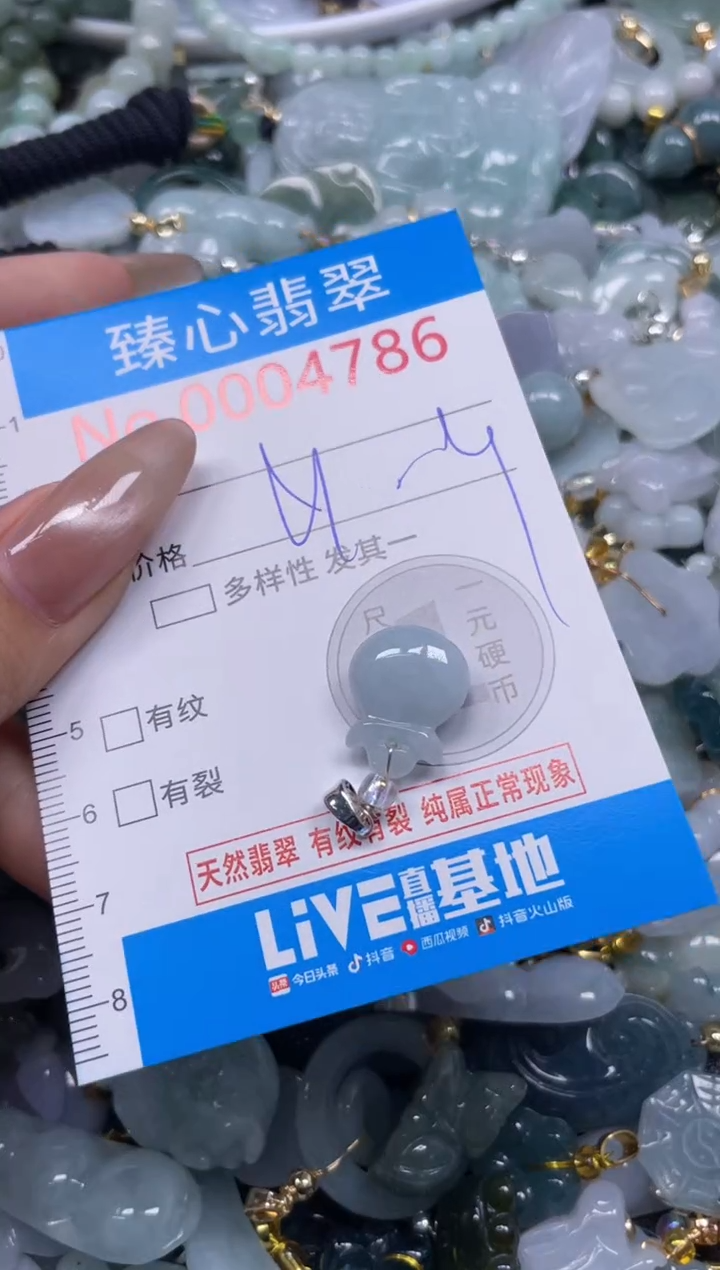 臻心翡翠
No.0004786
价格
多样性 发其一
尺
一元硬币
5 有纹
6 有裂
天然翡翠 有纹有裂 纯属正常现象
7
LiVE直播基地
今日头条 抖音 西瓜视频 抖音火山版
8